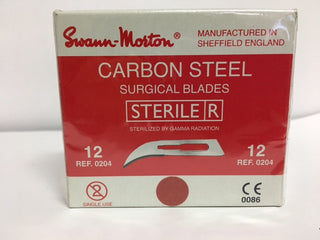 Swann-Morton®
MANUFACTURED IN
SHEFFIELD ENGLAND
CARBON STEEL
SURGICAL BLADES
STERILE R
STERILIZED BY GAMMA RADIATION
12
REF. 0204
12
REF. 0204
2
SINGLE USE
CE
0086